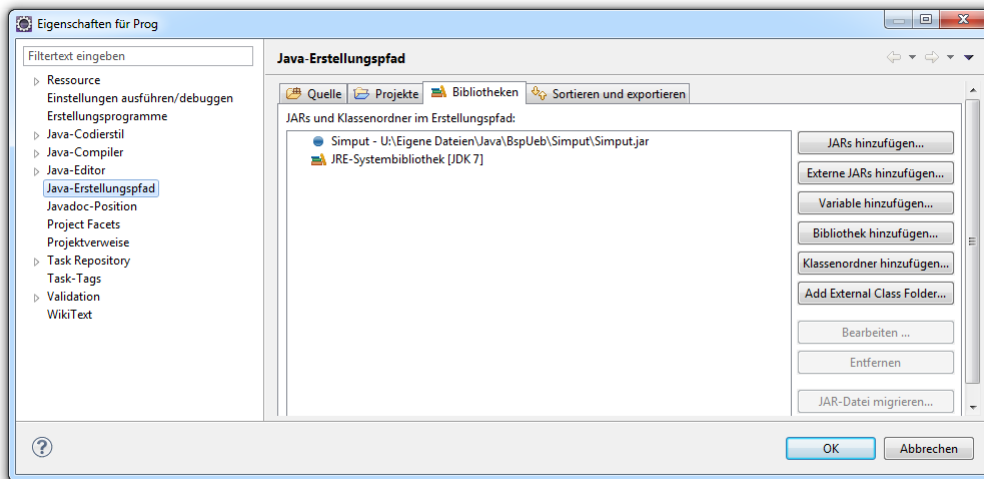 Eigenschaften für Prog
Filtertext eingeben
Ressource
Einstellungen ausführen/debuggen
Erstellungsprogramme
Java-Codierstil
Java-Compiler
Java-Editor
Java-Erstellungspfad
Javadoc-Position
Project Facets
Projektverweise
Task Repository
Task-Tags
Validation
WikiText
Java-Erstellungspfad
Quelle Projekte Bibliotheken Sortieren und exportieren
JARs und Klassenordner im Erstellungspfad:
Simput - U:\Eigene Dateien\Java\BspUeb\Simput\Simput.jar
JRE-Systembibliothek [JDK 7]
JARs hinzufügen...
Externe JARs hinzufügen...
Variable hinzufügen...
Bibliothek hinzufügen...
Klassenordner hinzufügen...
Add External Class Folder...
Bearbeiten ...
Entfernen
JAR-Datei migrieren...
?
OK Abbrechen